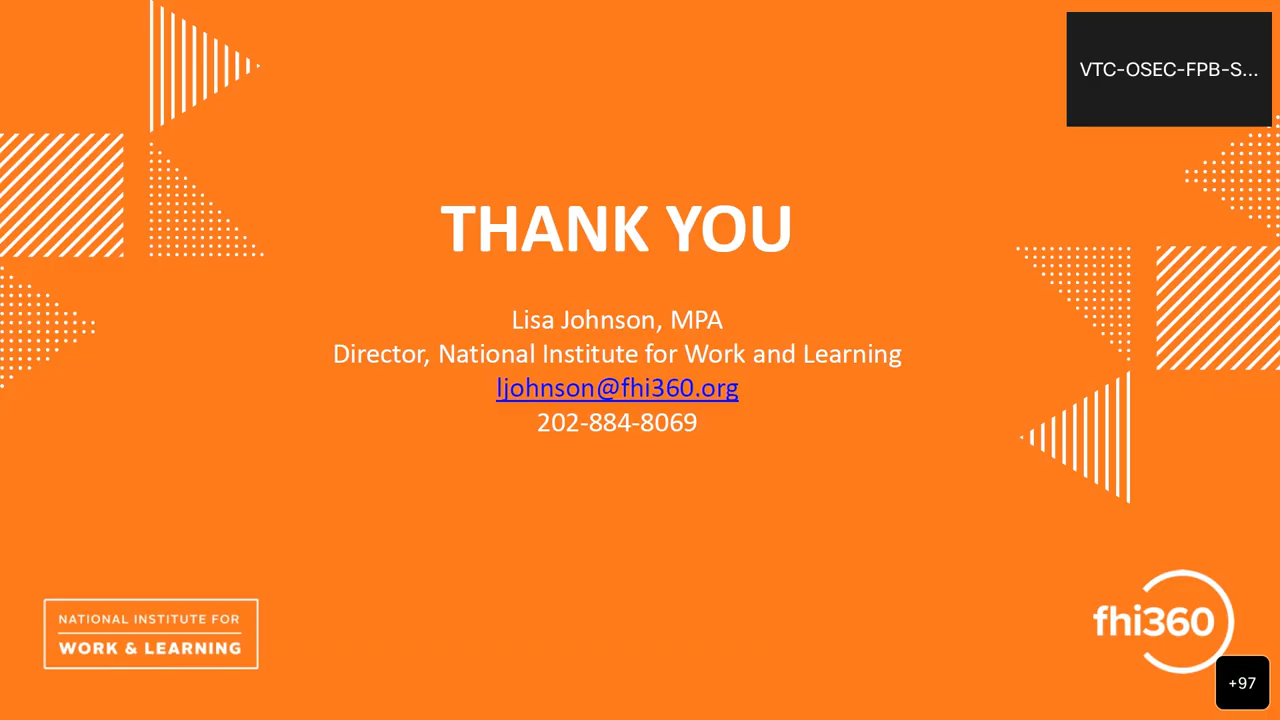 VTC-OSEC-FPB-S...
THANK YOU
Lisa Johnson, MPA
Director, National Institute for Work and Learning
ljohnson@fhi360.org
202-884-8069
NATIONAL INSTITUTE FOR
WORK & LEARNING
fhi360
+97